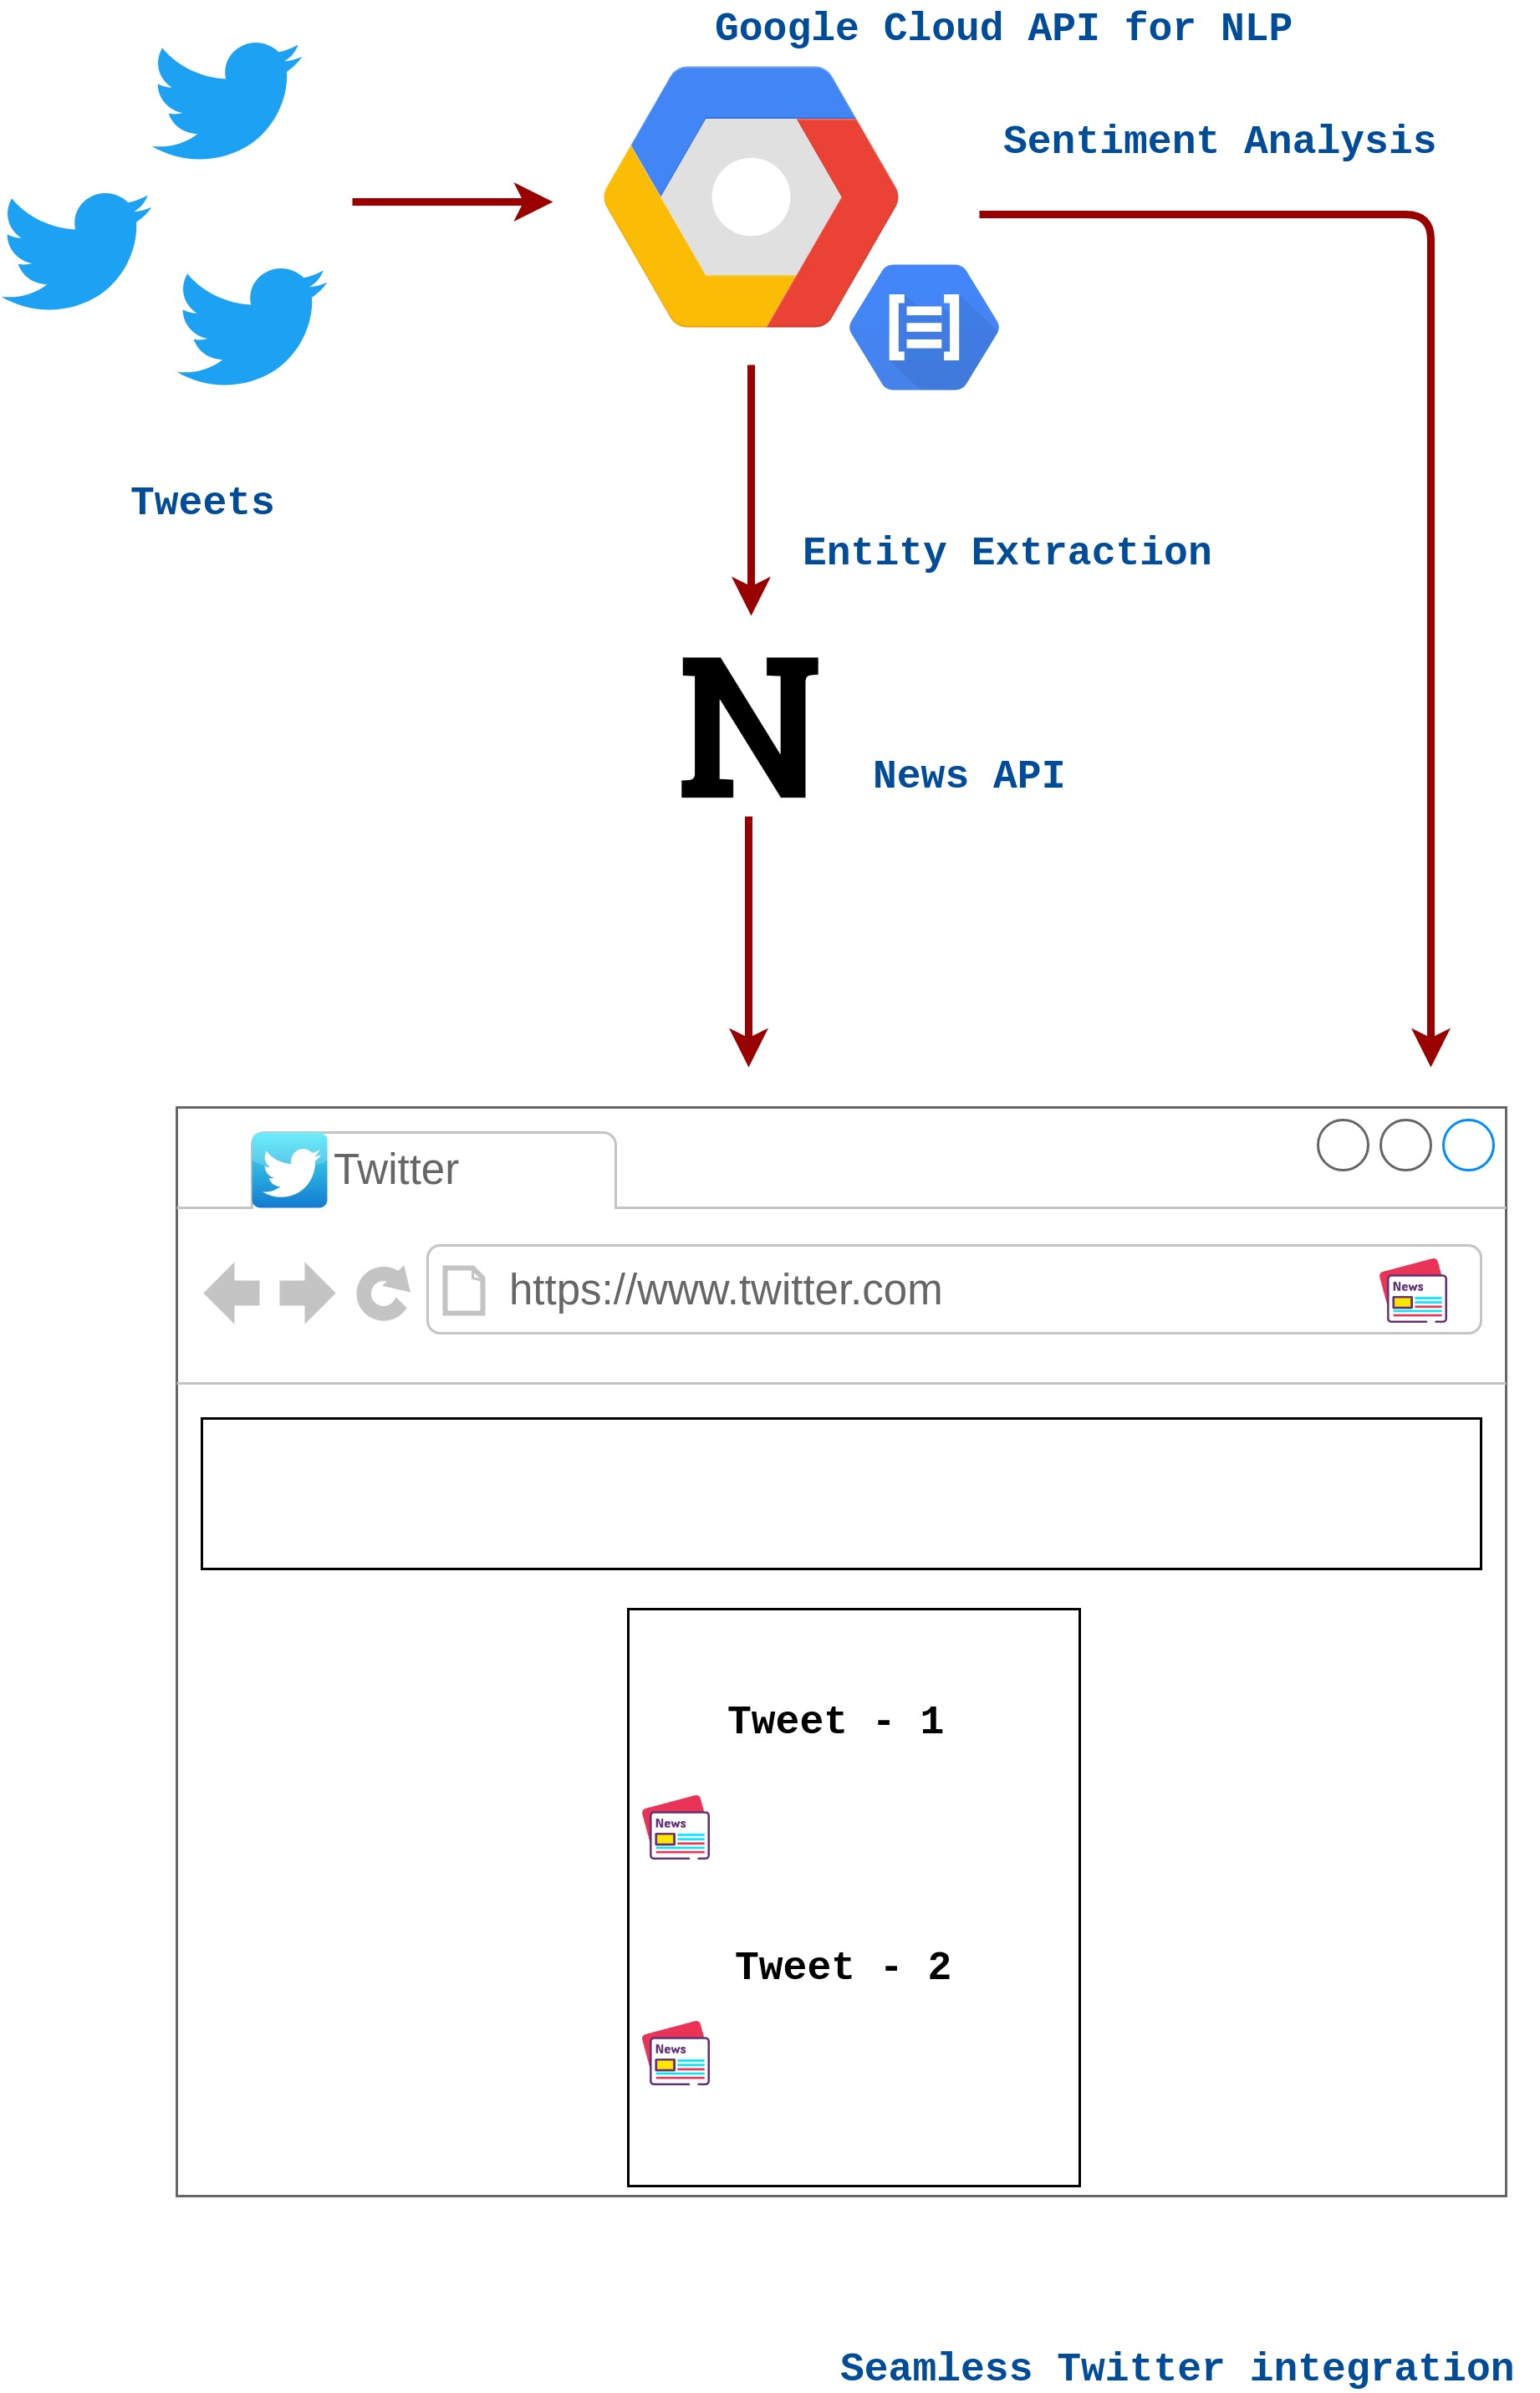 Google Cloud API for NLP
Sentiment Analysis
Tweets
Entity Extraction
N
News API
Twitter
https://www.twitter.com
News
Tweet - 1
News
Tweet - 2
News
Seamless Twitter integration